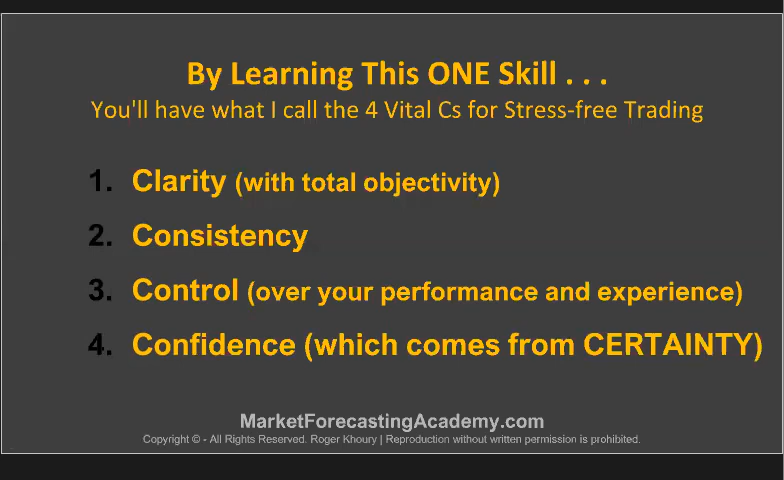 By Learning This ONE Skill . . .
You'll have what I call the 4 Vital Cs for Stress-free Trading
1. Clarity (with total objectivity)
2. Consistency
3. Control (over your performance and experience)
4. Confidence (which comes from CERTAINTY)
MarketForecastingAcademy.com
Copyright © - All Rights Reserved. Roger Khoury | Reproduction without written permission is prohibited.